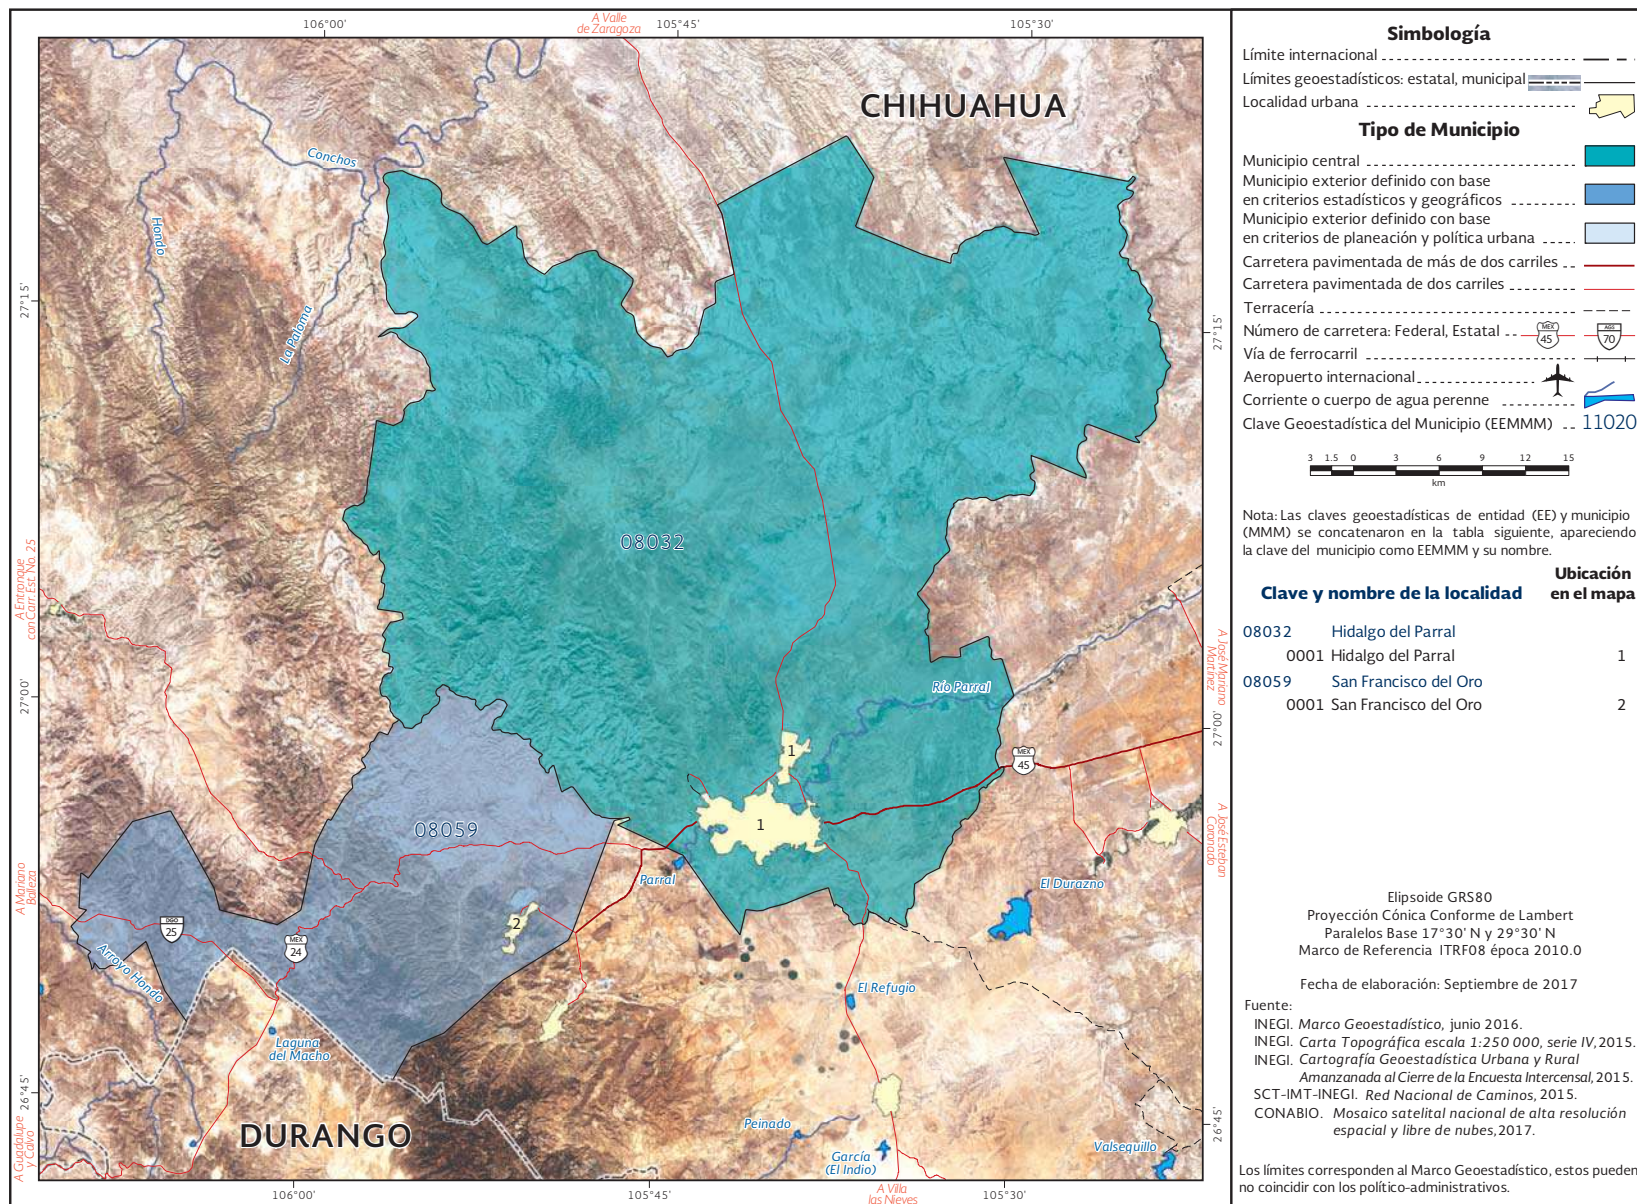 106°00'
A Valle
de Zaragoza
105°45'
105°30'
CHIHUAHUA
Conchos
Hondo
La Paloma
27°15'
27°15'
08032
A Entronque
con Carr. Est. No. 25
27°00'
Río Parral
A José Mariano
Martínez
27°00'
MEX
45
1
1
08059
A José Esteban
Coronado
Parral
El Durazno
A Mariano
Balleza
2
DGO
25
MEX
24
Arroyo Hondo
El Refugio
Laguna
del Macho
26°45'
26°45'
DURANGO
Peinado
García
(El Indio)
Valseguillo
A Guadalupe
y Calvo
106°00'
105°45'
A Villa
las Nieves
105°30'
Simbología
Límite internacional
Límites geoestadísticos: estatal, municipal
Localidad urbana
Tipo de Municipio
Municipio central
Municipio exterior definido con base
en criterios estadísticos y geográficos
Municipio exterior definido con base
en criterios de planeación y política urbana
Carretera pavimentada de más de dos carriles
Carretera pavimentada de dos carriles
Terracería
Número de carretera: Federal, Estatal MEX 45 AGS 70
Vía de ferrocarril
Aeropuerto internacional
Corriente o cuerpo de agua perenne
Clave Geoestadística del Municipio (EEMMM) 11020
3 1.5 0 3 6 9 12 15
km
Nota: Las claves geoestadísticas de entidad (EE) y municipio
(MMM) se concatenaron en la tabla siguiente, apareciendo
la clave del municipio como EEMMM y su nombre.
Clave y nombre de la localidad Ubicación
en el mapa
08032 Hidalgo del Parral
0001 Hidalgo del Parral 1
08059 San Francisco del Oro
0001 San Francisco del Oro 2
Elipsoide GRS80
Proyección Cónica Conforme de Lambert
Paralelos Base 17°30' N y 29°30' N
Marco de Referencia ITRF08 época 2010.0
Fecha de elaboración: Septiembre de 2017
Fuente:
INEGI. Marco Geoestadístico, junio 2016.
INEGI. Carta Topográfica escala 1:250 000, serie IV, 2015.
INEGI. Cartografía Geoestadística Urbana y Rural
Amanzanada al Cierre de la Encuesta Intercensal, 2015.
SCT-IMT-INEGI. Red Nacional de Caminos, 2015.
CONABIO. Mosaico satelital nacional de alta resolución
espacial y libre de nubes, 2017.
Los límites corresponden al Marco Geoestadístico, estos pueden
no coincidir con los político-administrativos.